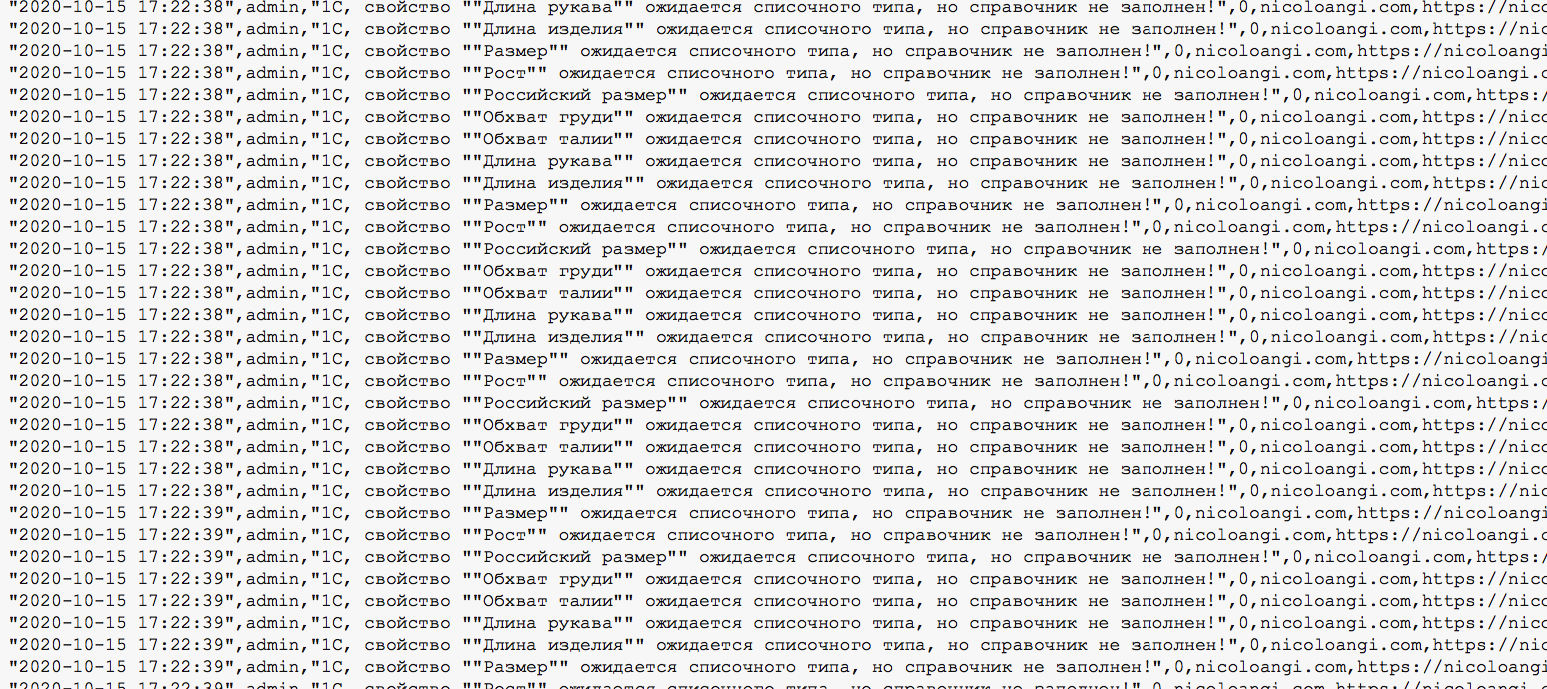 "2020-10-15 17:22:38",admin,"1C, свойство ""Длина рукава"" ожидается списочного типа, но справочник не заполнен!",0,nicoloangi.com,https://nico
"2020-10-15 17:22:38",admin,"1C, свойство ""Длина изделия"" ожидается списочного типа, но справочник не заполнен!",0,nicoloangi.com,https://nic
"2020-10-15 17:22:38",admin,"1C, свойство ""Размер"" ожидается списочного типа, но справочник не заполнен!",0,nicoloangi.com,https://nicoloangi
"2020-10-15 17:22:38",admin,"1C, свойство ""Рост"" ожидается списочного типа, но справочник не заполнен!",0,nicoloangi.com,https://nicoloangi.c
"2020-10-15 17:22:38",admin,"1C, свойство ""Российский размер"" ожидается списочного типа, но справочник не заполнен!",0,nicoloangi.com,https:/
"2020-10-15 17:22:38",admin,"1C, свойство ""Обхват груди"" ожидается списочного типа, но справочник не заполнен!",0,nicoloangi.com,https://nico
"2020-10-15 17:22:38",admin,"1C, свойство ""Обхват талии"" ожидается списочного типа, но справочник не заполнен!",0,nicoloangi.com,https://nico
"2020-10-15 17:22:38",admin,"1C, свойство ""Длина рукава"" ожидается списочного типа, но справочник не заполнен!",0,nicoloangi.com,https://nico
"2020-10-15 17:22:38",admin,"1C, свойство ""Длина изделия"" ожидается списочного типа, но справочник не заполнен!",0,nicoloangi.com,https://nic
"2020-10-15 17:22:38",admin,"1C, свойство ""Размер"" ожидается списочного типа, но справочник не заполнен!",0,nicoloangi.com,https://nicoloangi
"2020-10-15 17:22:38",admin,"1C, свойство ""Рост"" ожидается списочного типа, но справочник не заполнен!",0,nicoloangi.com,https://nicoloangi.c
"2020-10-15 17:22:38",admin,"1C, свойство ""Российский размер"" ожидается списочного типа, но справочник не заполнен!",0,nicoloangi.com,https:/
"2020-10-15 17:22:38",admin,"1C, свойство ""Обхват груди"" ожидается списочного типа, но справочник не заполнен!",0,nicoloangi.com,https://nico
"2020-10-15 17:22:38",admin,"1C, свойство ""Обхват талии"" ожидается списочного типа, но справочник не заполнен!",0,nicoloangi.com,https://nico
"2020-10-15 17:22:38",admin,"1C, свойство ""Длина рукава"" ожидается списочного типа, но справочник не заполнен!",0,nicoloangi.com,https://nico
"2020-10-15 17:22:38",admin,"1C, свойство ""Длина изделия"" ожидается списочного типа, но справочник не заполнен!",0,nicoloangi.com,https://nic
"2020-10-15 17:22:38",admin,"1C, свойство ""Размер"" ожидается списочного типа, но справочник не заполнен!",0,nicoloangi.com,https://nicoloangi
"2020-10-15 17:22:38",admin,"1C, свойство ""Рост"" ожидается списочного типа, но справочник не заполнен!",0,nicoloangi.com,https://nicoloangi.c
"2020-10-15 17:22:38",admin,"1C, свойство ""Российский размер"" ожидается списочного типа, но справочник не заполнен!",0,nicoloangi.com,https:/
"2020-10-15 17:22:38",admin,"1C, свойство ""Обхват груди"" ожидается списочного типа, но справочник не заполнен!",0,nicoloangi.com,https://nico
"2020-10-15 17:22:38",admin,"1C, свойство ""Обхват талии"" ожидается списочного типа, но справочник не заполнен!",0,nicoloangi.com,https://nico
"2020-10-15 17:22:38",admin,"1C, свойство ""Длина рукава"" ожидается списочного типа, но справочник не заполнен!",0,nicoloangi.com,https://nico
"2020-10-15 17:22:38",admin,"1C, свойство ""Длина изделия"" ожидается списочного типа, но справочник не заполнен!",0,nicoloangi.com,https://nic
"2020-10-15 17:22:39",admin,"1C, свойство ""Размер"" ожидается списочного типа, но справочник не заполнен!",0,nicoloangi.com,https://nicoloangi
"2020-10-15 17:22:39",admin,"1C, свойство ""Рост"" ожидается списочного типа, но справочник не заполнен!",0,nicoloangi.com,https://nicoloangi.c
"2020-10-15 17:22:39",admin,"1C, свойство ""Российский размер"" ожидается списочного типа, но справочник не заполнен!",0,nicoloangi.com,https:/
"2020-10-15 17:22:39",admin,"1C, свойство ""Обхват груди"" ожидается списочного типа, но справочник не заполнен!",0,nicoloangi.com,https://nico
"2020-10-15 17:22:39",admin,"1C, свойство ""Обхват талии"" ожидается списочного типа, но справочник не заполнен!",0,nicoloangi.com,https://nico
"2020-10-15 17:22:39",admin,"1C, свойство ""Длина рукава"" ожидается списочного типа, но справочник не заполнен!",0,nicoloangi.com,https://nico
"2020-10-15 17:22:39",admin,"1C, свойство ""Длина изделия"" ожидается списочного типа, но справочник не заполнен!",0,nicoloangi.com,https://nic
"2020-10-15 17:22:39",admin,"1C, свойство ""Размер"" ожидается списочного типа, но справочник не заполнен!",0,nicoloangi.com,https://nicoloangi
"2020-10-15 17:22:39",admin,"1C, свойство ""Рост"" ожидается списочного типа, но справочник не заполнен!",0,nicoloangi.com,https://nicoloangi.c